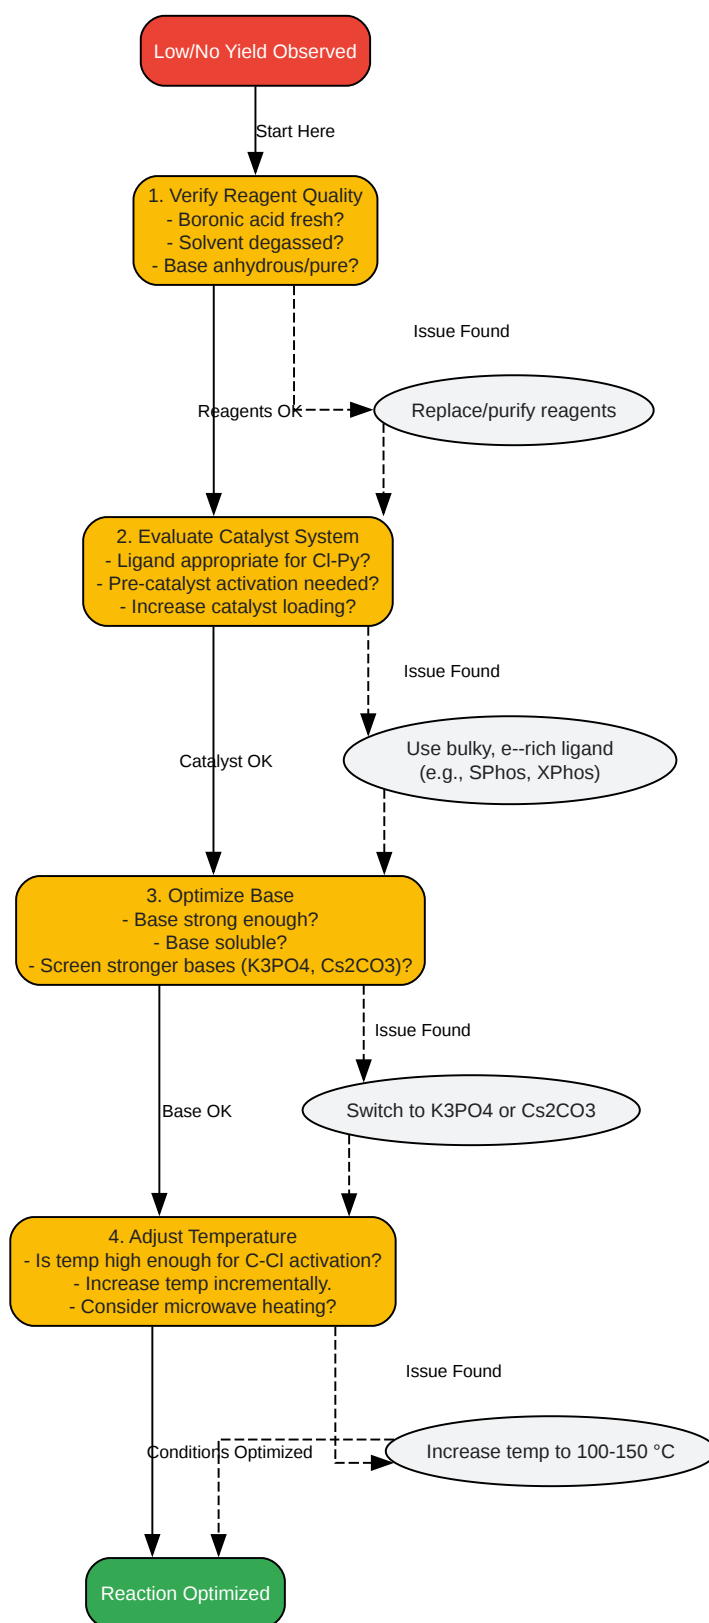 Low/No Yield Observed
Start Here
1. Verify Reagent Quality
- Boronic acid fresh?
- Solvent degassed?
- Base anhydrous/pure?
Issue Found
Reagents OK
Replace/purify reagents
2. Evaluate Catalyst System
- Ligand appropriate for Cl-Py?
- Pre-catalyst activation needed?
- Increase catalyst loading?
Issue Found
Catalyst OK
Use bulky, e--rich ligand
(e.g., SPhos, XPhos)
3. Optimize Base
- Base strong enough?
- Base soluble?
- Screen stronger bases (K3PO4, Cs2CO3)?
Issue Found
Base OK
Switch to K3PO4 or Cs2CO3
4. Adjust Temperature
- Is temp high enough for C-Cl activation?
- Increase temp incrementally.
- Consider microwave heating?
Issue Found
Conditions Optimized
Increase temp to 100-150 °C
Reaction Optimized